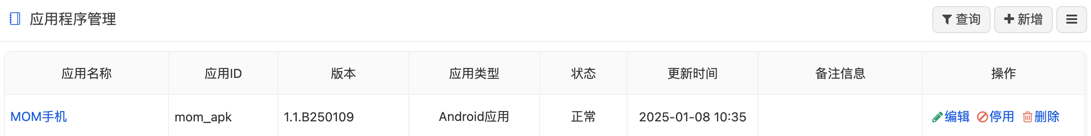 应用程序管理 查询 新增
应用名称 应用ID 版本 应用类型 状态 更新时间 备注信息 操作
MOM手机 mom_apk 1.1.B250109 Android应用 正常 2025-01-08 10:35 编辑 停用 删除